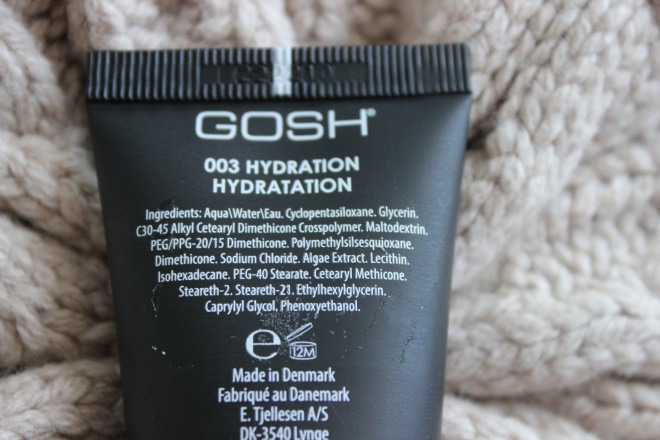 GOSH®
003 HYDRATION
HYDRATATION
Ingredients: Aqua\Water\Eau. Cyclopentasiloxane. Glycerin.
C30-45 Alkyl Cetearyl Dimethicone Crosspolymer. Maltodextrin.
PEG/PPG-20/15 Dimethicone. Polymethylsilsesquioxane.
Dimethicone. Sodium Chloride. Algae Extract. Lecithin.
Isohexadecane. PEG-40 Stearate. Cetearyl Methicone.
Steareth-2. Steareth-21. Ethylhexylglycerin.
Caprylyl Glycol. Phenoxyethanol.
e 12M
Made in Denmark
Fabriqué au Danemark
E. Tjellesen A/S
DK-3540 Lynge